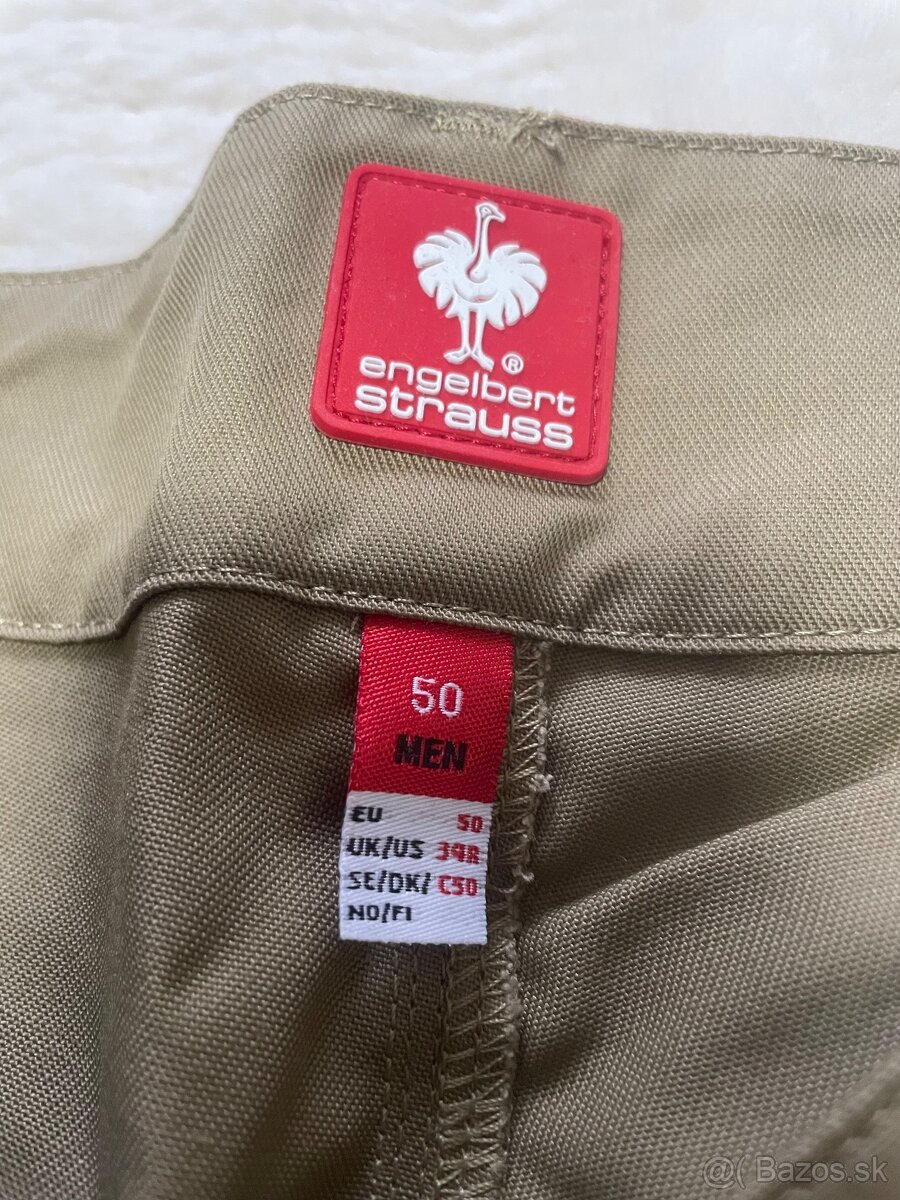 ®
engelbert
strauss
50
MEN
EU 50
UK/US 34R
SE/DK/ C50
NO/FI
@( Bazos.sk